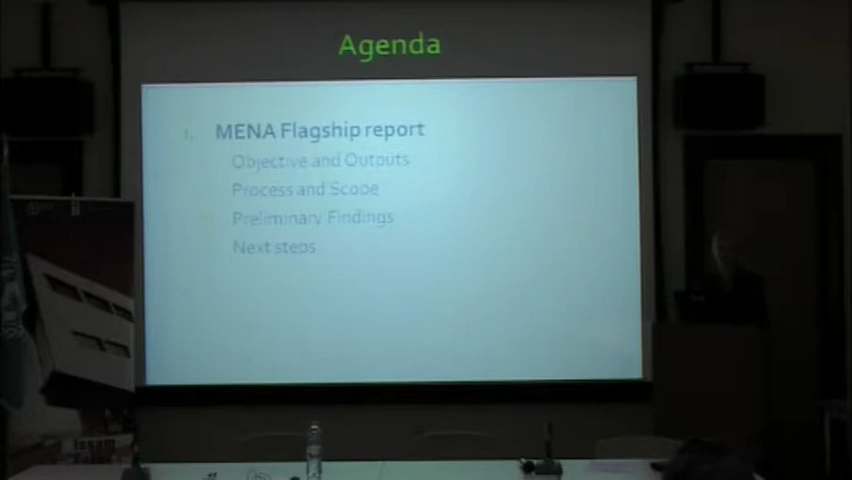 Agenda
1. MENA Flagship report
Objective and Outputs
Process and Scope
Preliminary Findings
Next steps